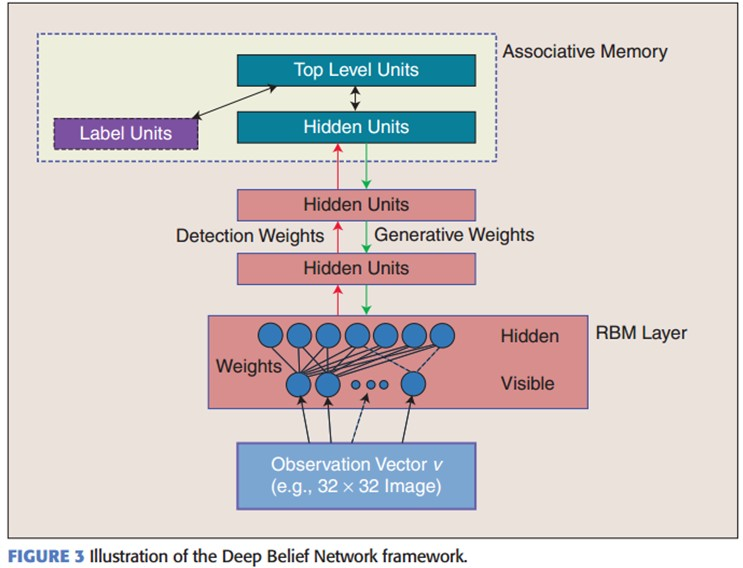 Associative Memory
Top Level Units
Label Units
Hidden Units
Hidden Units
Detection Weights
Generative Weights
Hidden Units
Hidden
RBM Layer
Weights
Visible
Observation Vector v
(e.g., 32 × 32 Image)
FIGURE 3 Illustration of the Deep Belief Network framework.